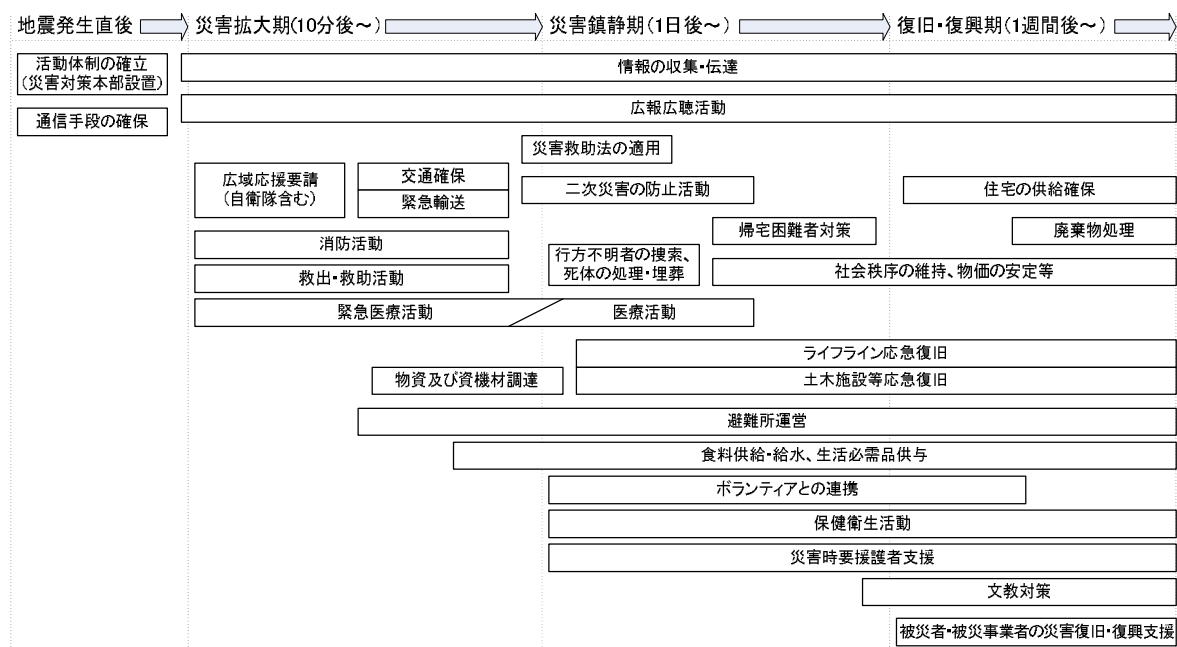 地震発生直後
災害拡大期(10分後～)
災害鎮静期(1日後～)
復旧・復興期(1週間後～)
活動体制の確立
(災害対策本部設置)
情報の収集・伝達
通信手段の確保
広報広聴活動
災害救助法の適用
広域応援要請
(自衛隊含む)
交通確保
緊急輸送
二次災害の防止活動
住宅の供給確保
帰宅困難者対策
廃棄物処理
消防活動
行方不明者の捜索、
死体の処理・埋葬
社会秩序の維持、物価の安定等
救出・救助活動
緊急医療活動
医療活動
ライフライン応急復旧
物資及び資機材調達
土木施設等応急復旧
避難所運営
食料供給・給水、生活必需品供与
ボランティアとの連携
保健衛生活動
災害時要援護者支援
文教対策
被災者・被災事業者の災害復旧・復興支援